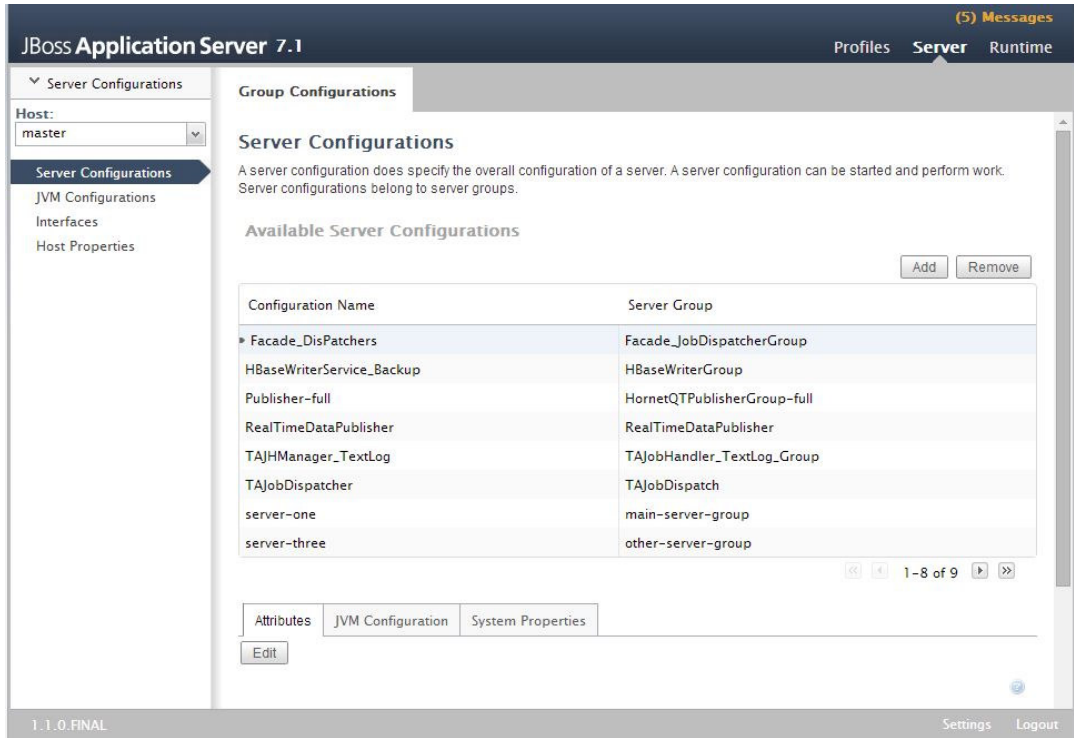 (5) Messages
JBoss Application Server 7.1
Profiles Server Runtime
Server Configurations
Host:
master
Server Configurations
JVM Configurations
Interfaces
Host Properties
Group Configurations
Server Configurations
A server configuration does specify the overall configuration of a server. A server configuration can be started and perform work.
Server configurations belong to server groups.
Available Server Configurations
Add Remove
Configuration Name Server Group
Facade_DisPatchers Facade_JobDispatcherGroup
HBaseWriterService_Backup HBaseWriterGroup
Publisher-full HornetQTPublisherGroup-full
RealTimeDataPublisher RealTimeDataPublisher
TAJHManager_TextLog TAJobHandler_TextLog_Group
TAJobDispatcher TAJobDispatch
server-one main-server-group
server-three other-server-group
1-8 of 9
Attributes JVM Configuration System Properties
Edit
1.1.0.FINAL
Settings Logout